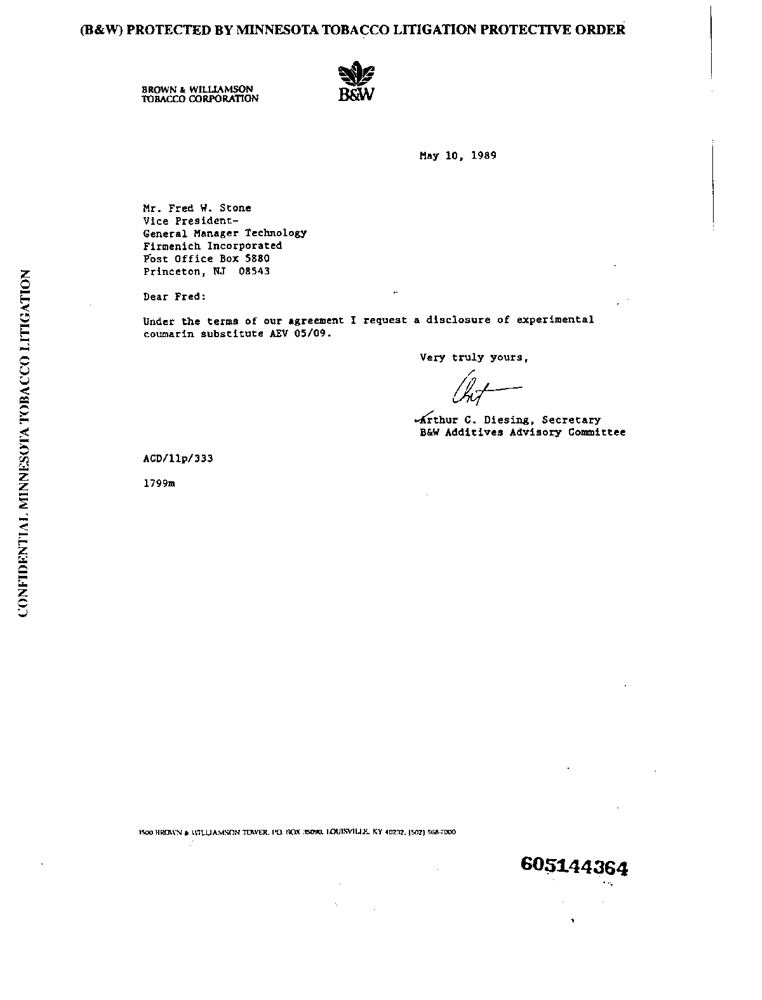 (B&W) PROTECTED BY MINNESOTA TOBACCO LITIGATION PROTECTIVE ORDER
BROWN & WILLIAMSON
TOBACCO CORPORATION
B&W
May 10, 1989
Mr. Fred W. Stone
Vice President-
General Manager Technology
Firmenich Incorporated
Post Office Box 5880
Princeton, NJ 08543
Dear Fred:
Under the terms of our agreement I request a disclosure of experimental
coumarin substitute AEV 05/09.
Very truly yours,
Arthur C. Diesing, Secretary
B&W Additives Advisory Committee
ACD/llp/333
1799m
CONFIDENTIAL MINNESOTA TOBACCO LITIGATION
1500 BROWN & WILLIAMSON TOWER, P.O. BOX 35090, LOUISVILLE, KY 40232, (502) 568-7000
605144364